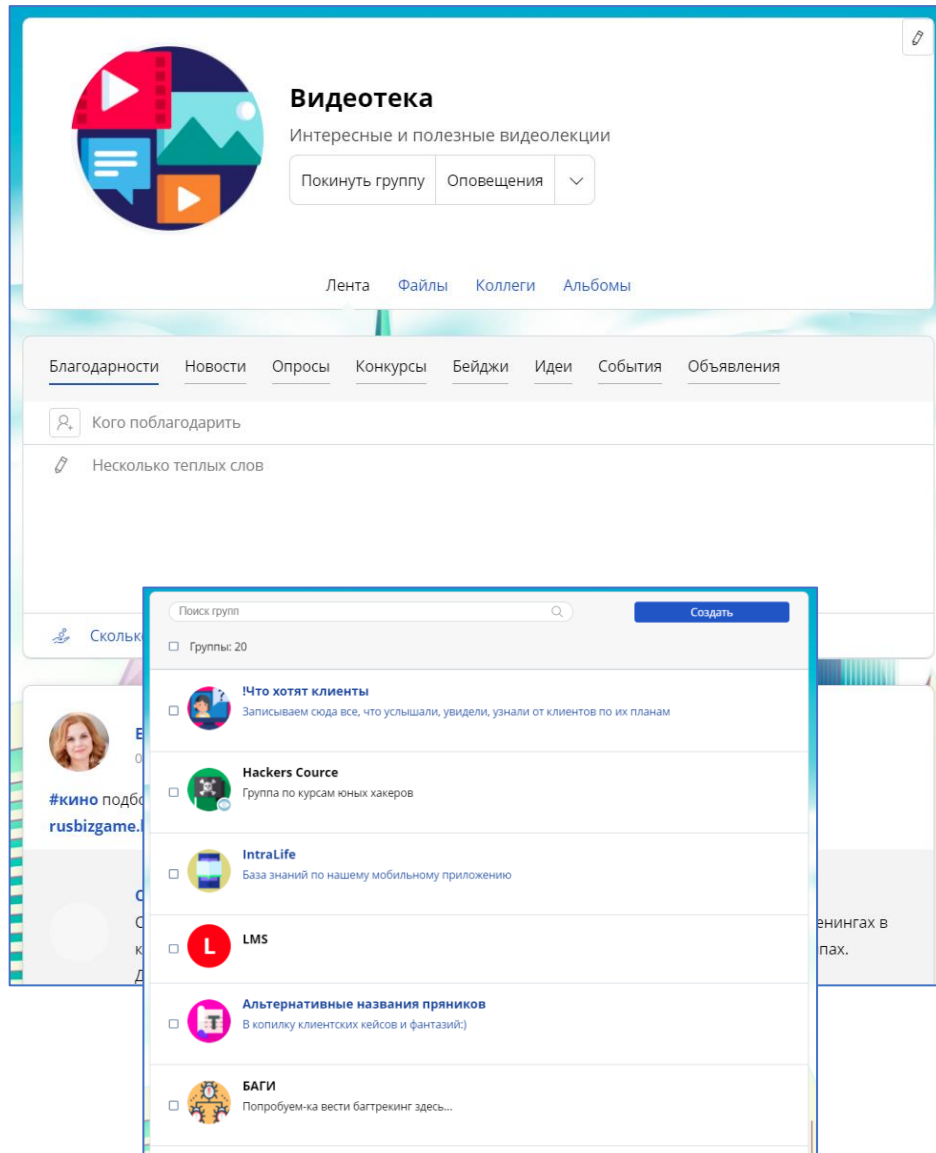 Видеотека
Интересные и полезные видеолекции
Покинуть группу Оповещения
Лента Файлы Коллеги Альбомы
Благодарности Новости Опросы Конкурсы Бейджи Идеи События Объявления
Кого поблагодарить
Несколько теплых слов
#кино
rusbizgame.
енингах в
пах.
Поиск групп Создать
Группы: 20
!Что хотят клиенты
Записываем сюда все, что услышали, увидели, узнали от клиентов по их планам
Hackers Cource
Группа по курсам юных хакеров
IntraLife
База знаний по нашему мобильному приложению
L LMS
Альтернативные названия пряников
В копилку клиентских кейсов и фантазий:)
БАГИ
Попробуем-ка вести багтрекинг здесь...